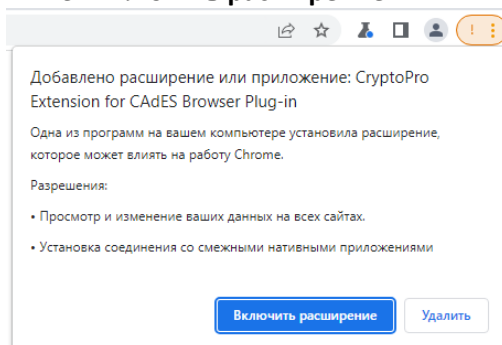 Добавлено расширение или приложение: CryptoPro
Extension for CAdES Browser Plug-in
Одна из программ на вашем компьютере установила расширение,
которое может влиять на работу Chrome.
Разрешения:
• Просмотр и изменение ваших данных на всех сайтах.
• Установка соединения со смежными нативными приложениями
Включить расширение
Удалить